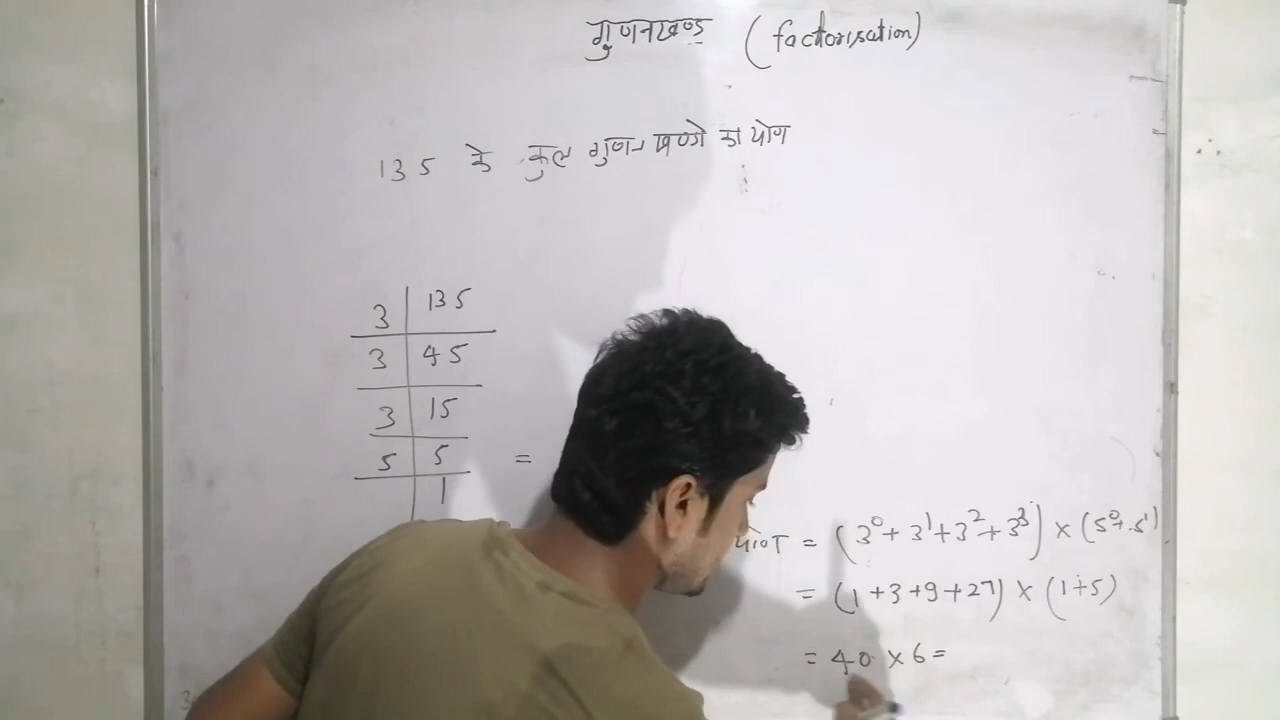 गुणनखण्ड (factorisation)
135 के कुल गुणनखण्डो का योग
3 | 135
3 | 45
3 | 15
5 | 5 =
1
= (3⁰ + 3¹ + 3² + 3³) × (5⁰ + 5¹)
= (1 + 3 + 9 + 27) × (1 + 5)
= 40 × 6 =